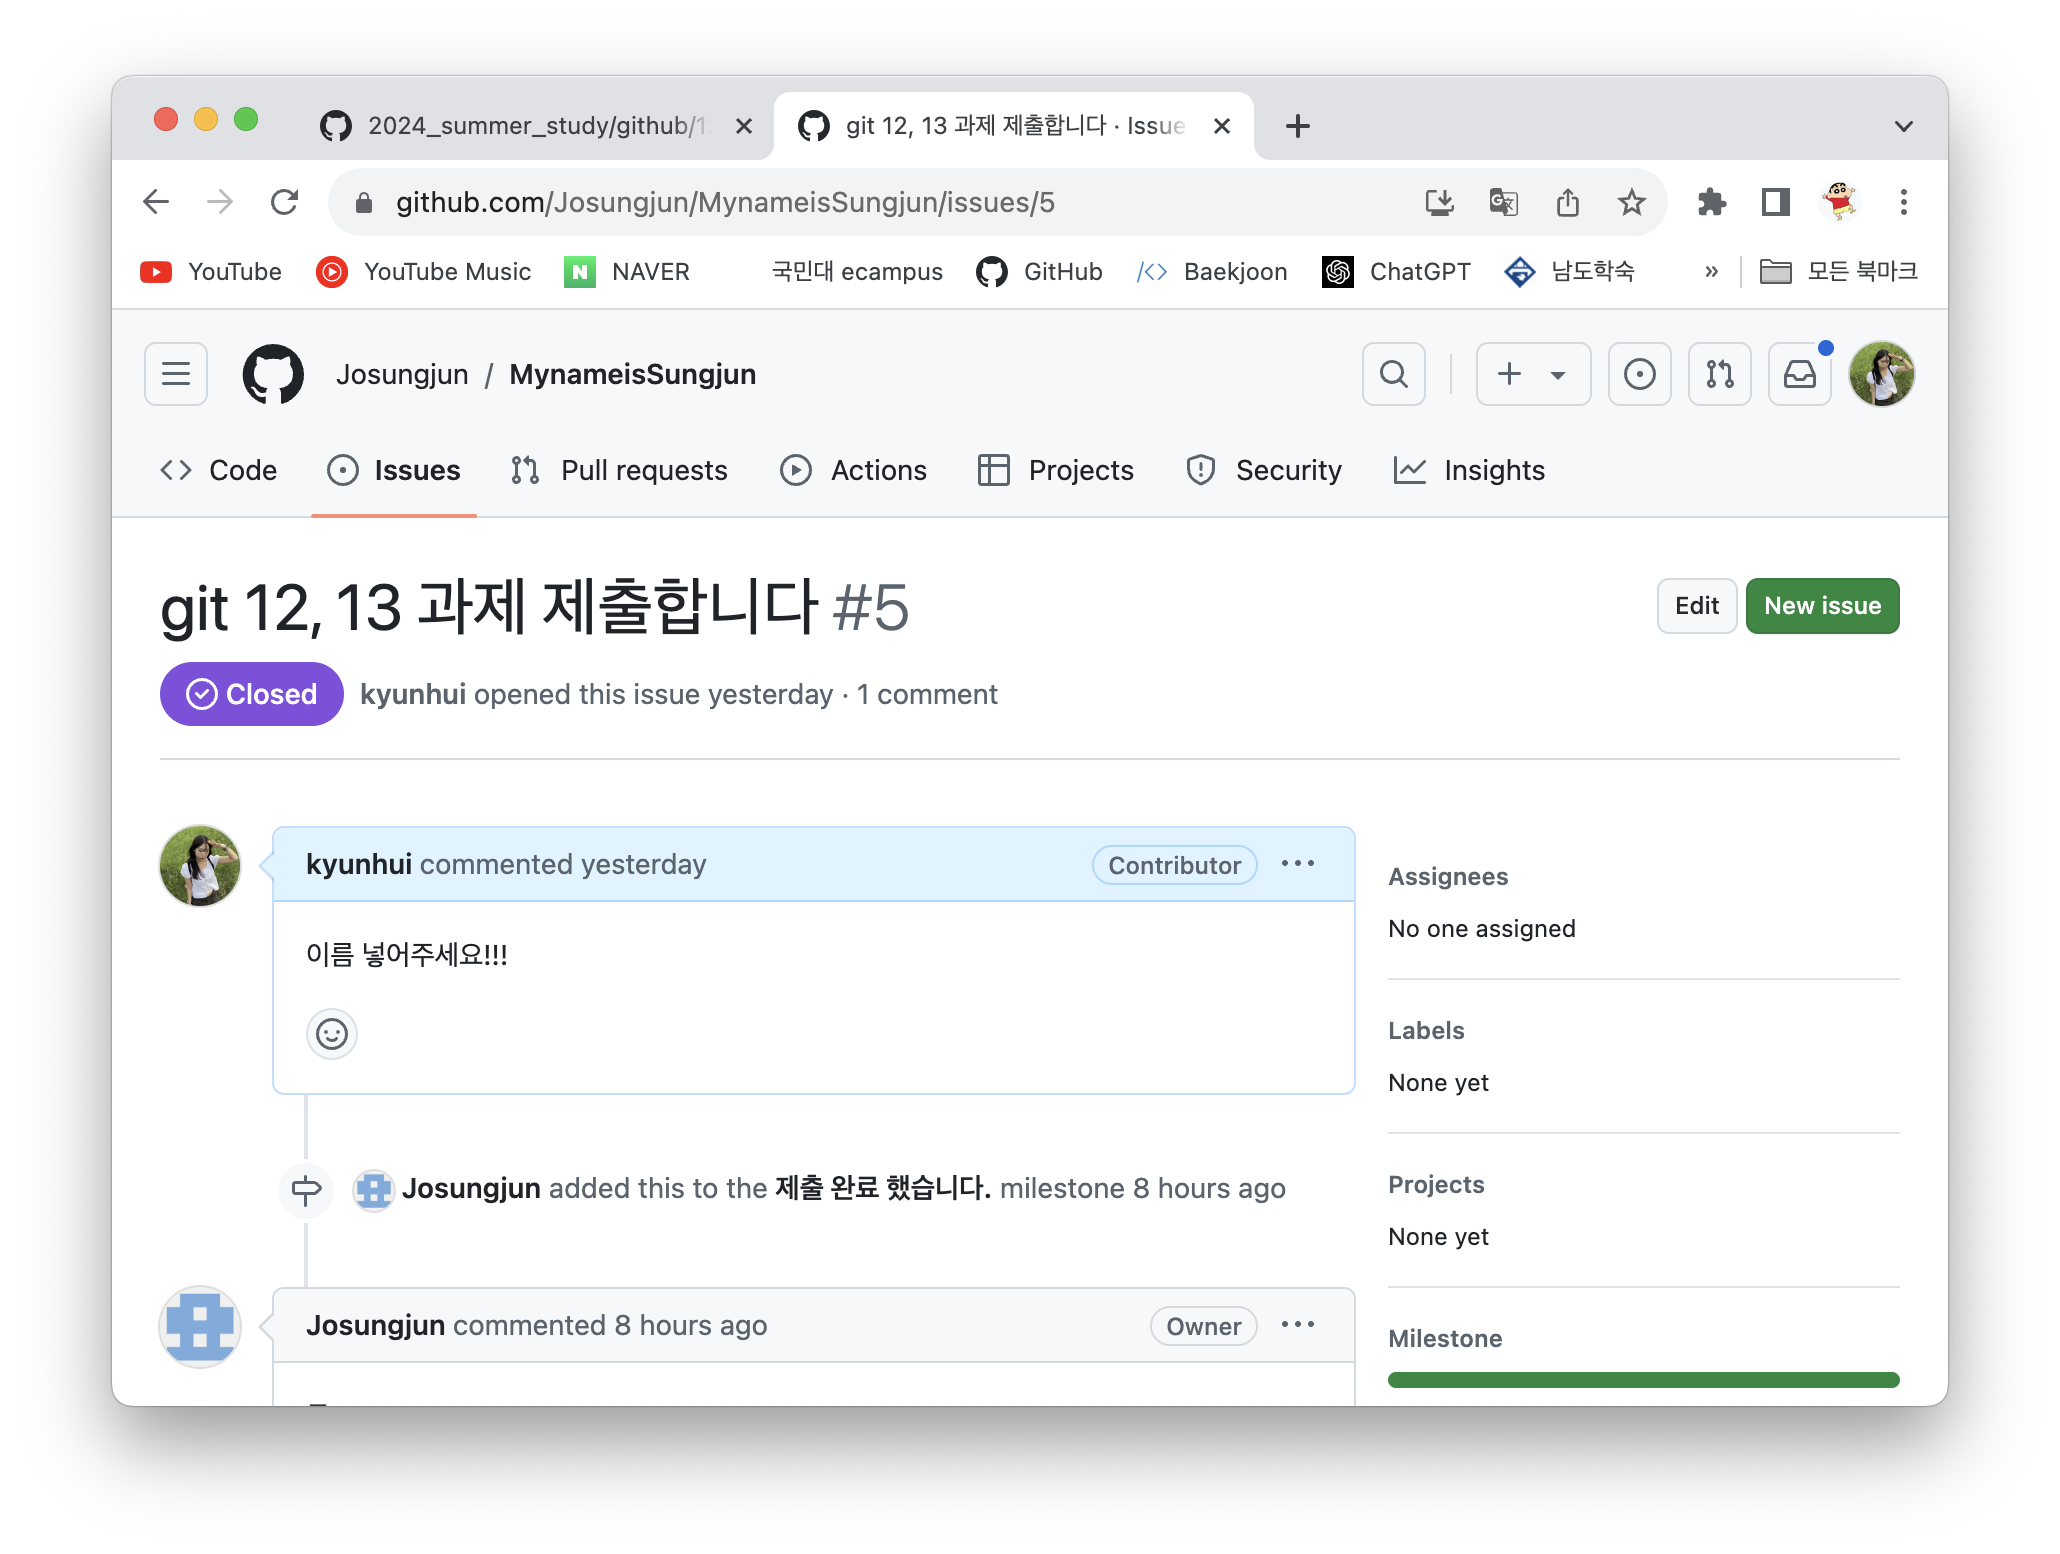 2024_summer_study/github/1
git 12, 13 과제 제출합니다 · Issue
github.com/Josungjun/MynameisSungjun/issues/5
YouTube
YouTube Music
N NAVER
국민대 ecampus
GitHub
Baekjoon
ChatGPT
남도학숙
»
모든 북마크
Josungjun / MynameisSungjun
Code
Issues
Pull requests
Actions
Projects
Security
Insights
git 12, 13 과제 제출합니다 #5
Edit
New issue
Closed
kyunhui opened this issue yesterday · 1 comment
kyunhui commented yesterday
Contributor
이름 넣어주세요!!!
Josungjun added this to the 제출 완료 했습니다. milestone 8 hours ago
Josungjun commented 8 hours ago
Owner
Assignees
No one assigned
Labels
None yet
Projects
None yet
Milestone